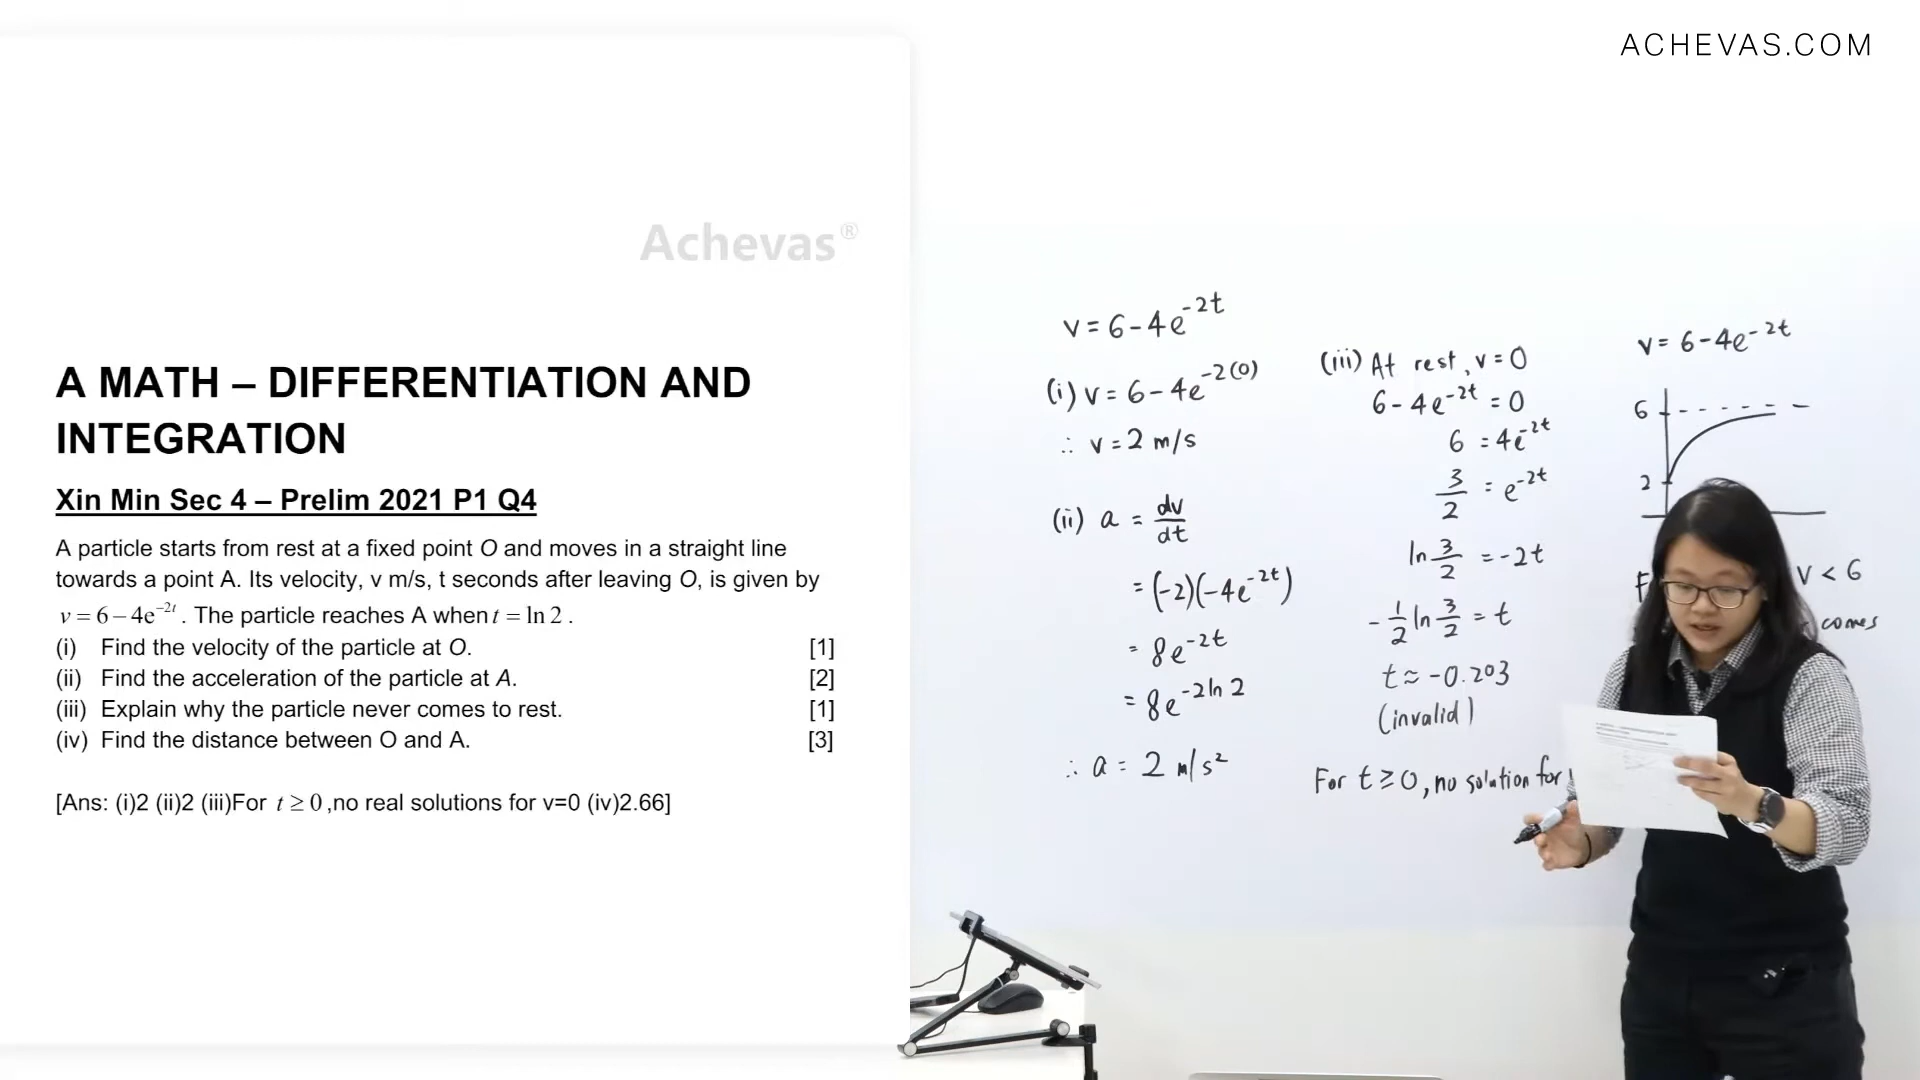 ACHEVAS.COM
Achevas®
A MATH – DIFFERENTIATION AND
INTEGRATION
Xin Min Sec 4 – Prelim 2021 P1 Q4
A particle starts from rest at a fixed point O and moves in a straight line
towards a point A. Its velocity, v m/s, t seconds after leaving O, is given by
v = 6 – 4e⁻²ᵗ. The particle reaches A when t = ln 2.
(i) Find the velocity of the particle at O. [1]
(ii) Find the acceleration of the particle at A. [2]
(iii) Explain why the particle never comes to rest. [1]
(iv) Find the distance between O and A. [3]
[Ans: (i)2 (ii)2 (iii)For t ≥ 0 ,no real solutions for v=0 (iv)2.66]
v = 6 - 4e^-2t
(i) v = 6 - 4e^-2(0)
∴ v = 2 m/s
(ii) a = dv/dt
= (-2)(-4e^-2t)
= 8e^-2t
= 8e^-2 ln 2
∴ a = 2 m/s²
(iii) At rest, v = 0
6 - 4e^-2t = 0
6 = 4e^-2t
3/2 = e^-2t
ln 3/2 = -2t
-1/2 ln 3/2 = t
t ≈ -0.203
(invalid)
For t ≥ 0, no solution for
v = 6 - 4e^-2t
6
2
v < 6
comes